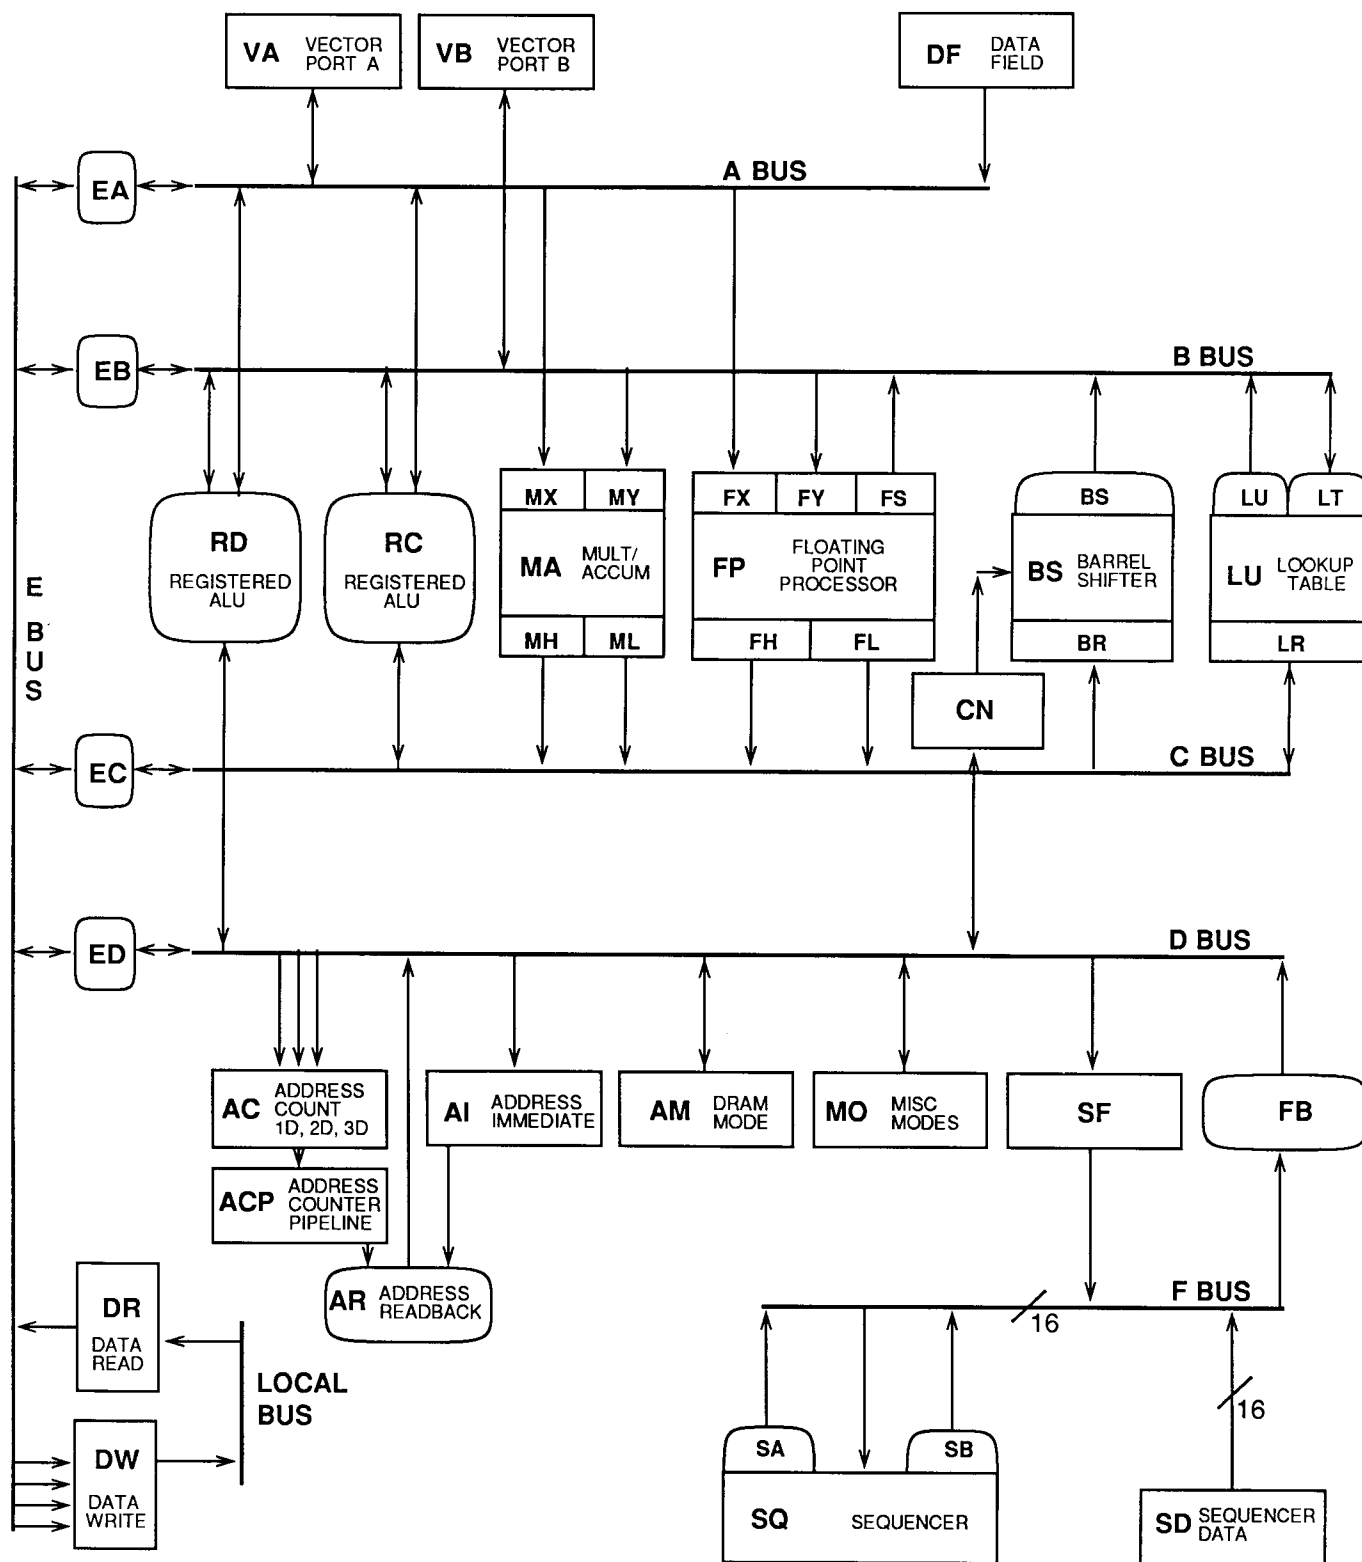 VA VECTOR PORT A
VB VECTOR PORT B
DF DATA FIELD
A BUS
EA
B BUS
EB
MX MY
FX FY FS
BS
LU LT
RD REGISTERED ALU
RC REGISTERED ALU
MA MULT/ ACCUM
FP FLOATING POINT PROCESSOR
BS BARREL SHIFTER
LU LOOKUP TABLE
E BUS
MH ML
FH FL
BR
LR
CN
C BUS
EC
D BUS
ED
AC ADDRESS COUNT 1D, 2D, 3D
AI ADDRESS IMMEDIATE
AM DRAM MODE
MO MISC MODES
SF
FB
ACP ADDRESS COUNTER PIPELINE
AR ADDRESS READBACK
F BUS
16
DR DATA READ
LOCAL BUS
16
DW DATA WRITE
SA
SB
SQ SEQUENCER
SD SEQUENCER DATA